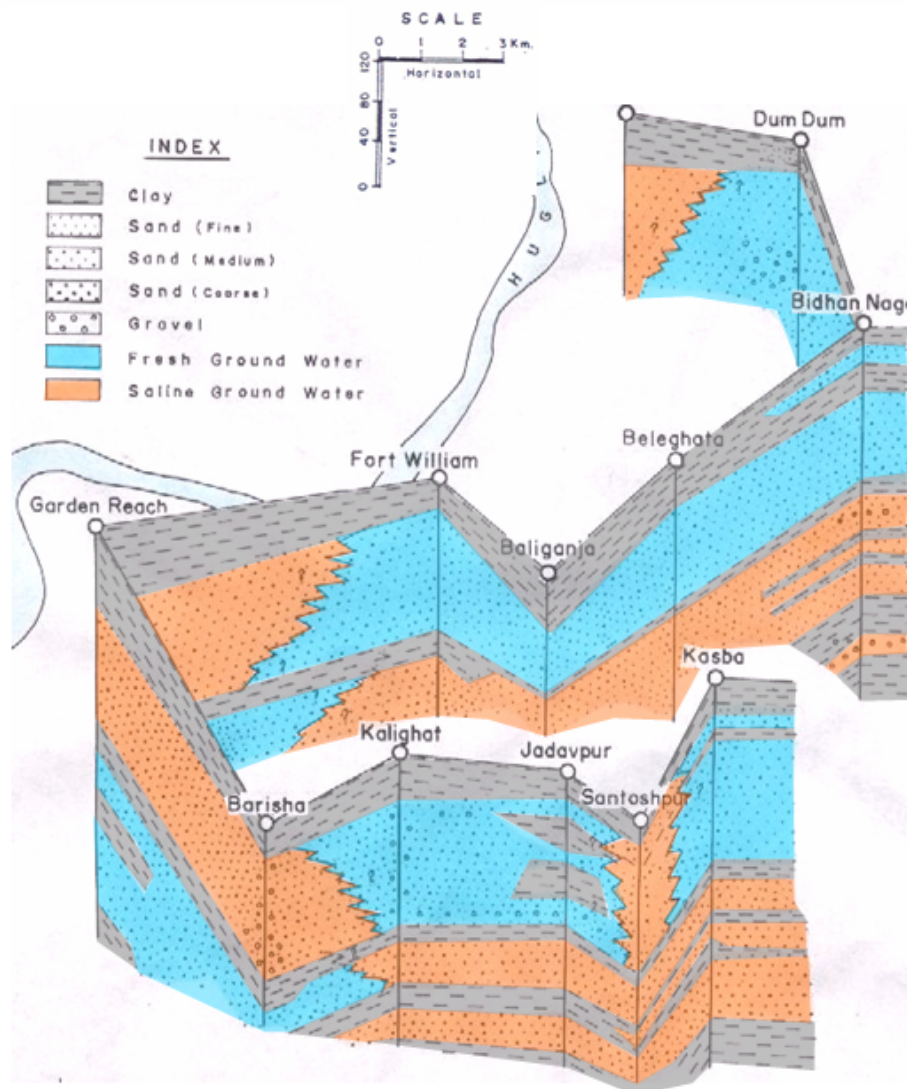 SCALE
0 1 2 3 Km.
Horizontal
120
80
40
0
Vertical
INDEX
Clay
Sand (Fine)
Sand (Medium)
Sand (Coarse)
Gravel
Fresh Ground Water
Saline Ground Water
HUGLI
Dum Dum
Bidhan Naga
Beleghata
Fort William
Garden Reach
Baliganja
Kasba
Kalighat
Jadavpur
Barisha
Santoshpur
?
?
?
?
?
?
?
?
?